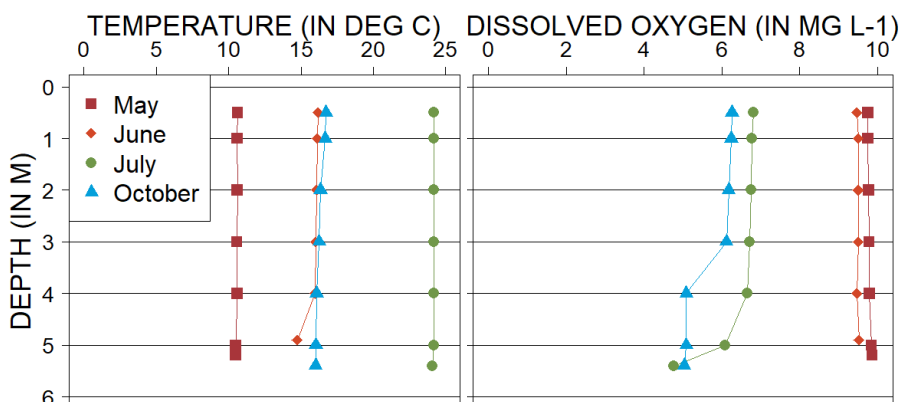 TEMPERATURE (IN DEG C) DISSOLVED OXYGEN (IN MG L-1)
0 5 10 15 20 25 0 2 4 6 8 10
0
May
1
June
July
2
October
DEPTH (IN M)
3
4
5
6